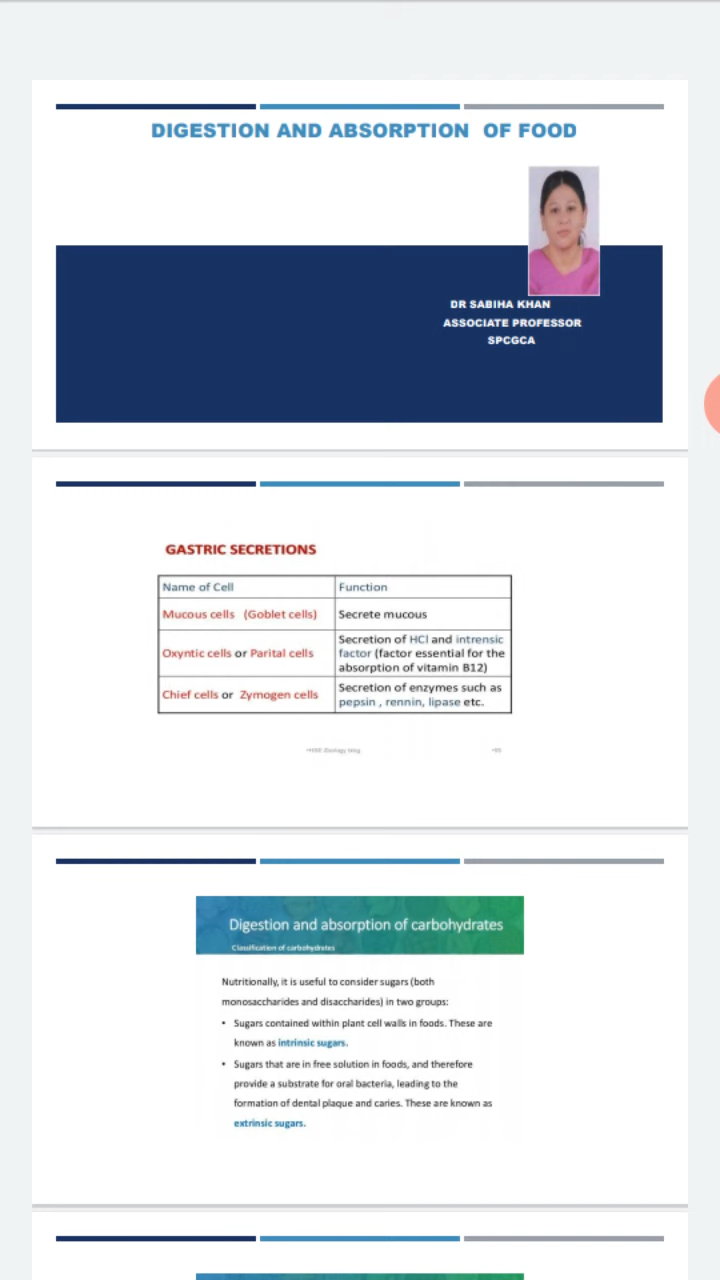 DIGESTION AND ABSORPTION OF FOOD
DR SABIHA KHAN
ASSOCIATE PROFESSOR
SPCGCA
GASTRIC SECRETIONS
Name of Cell
Function
Mucous cells (Goblet cells)
Secrete mucous
Oxyntic cells or Parital cells
Secretion of HCl and intrensic
factor (factor essential for the
absorption of vitamin B12)
Chief cells or Zymogen cells
Secretion of enzymes such as
pepsin , rennin, lipase etc.
Zoology blog
Digestion and absorption of carbohydrates
Classification of carbohydrates
Nutritionally, it is useful to consider sugars (both
monosaccharides and disaccharides) in two groups:
• Sugars contained within plant cell walls in foods. These are
known as intrinsic sugars.
• Sugars that are in free solution in foods, and therefore
provide a substrate for oral bacteria, leading to the
formation of dental plaque and caries. These are known as
extrinsic sugars.